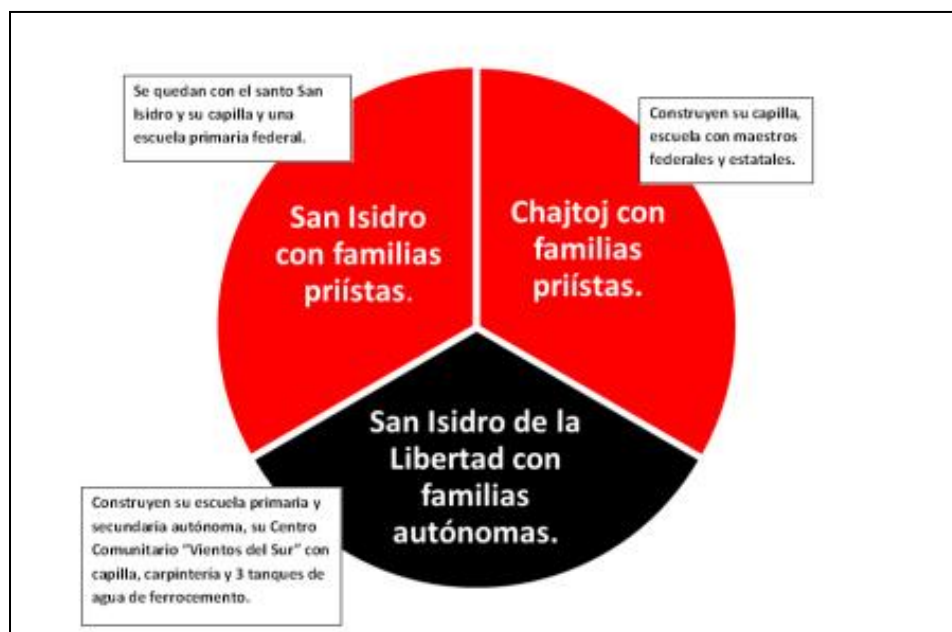 Se quedan con el santo San
Isidro y su capilla y una
escuela primaria federal.
Construyen su capilla,
escuela con maestros
federales y estatales.
San Isidro
con familias
priístas.
Chajtoj con
familias
priístas.
San Isidro de la
Libertad con
familias
autónomas.
Construyen su escuela primaria y
secundaria autónoma, su Centro
Comunitario "Vientos del Sur" con
capilla, carpintería y 3 tanques de
agua de ferrocemento.